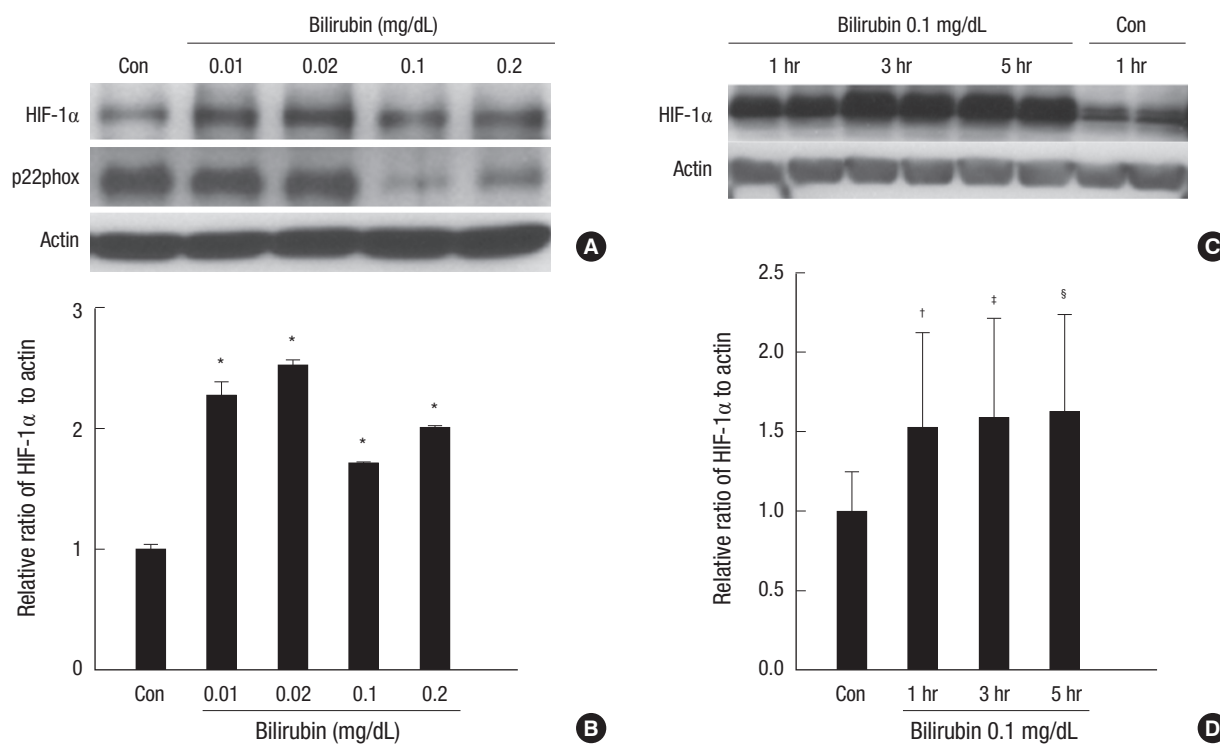 Bilirubin (mg/dL)
Con 0.01 0.02 0.1 0.2
HIF-1α
p22phox
Actin
A
Relative ratio of HIF-1α to actin
3
*
*
*
*
2
1
0
Con 0.01 0.02 0.1 0.2
Bilirubin (mg/dL)
B
Bilirubin 0.1 mg/dL Con
1 hr 3 hr 5 hr 1 hr
HIF-1α
Actin
C
Relative ratio of HIF-1α to actin
2.5
† ‡ §
2.0
1.5
1.0
0.5
0.0
Con 1 hr 3 hr 5 hr
Bilirubin 0.1 mg/dL
D